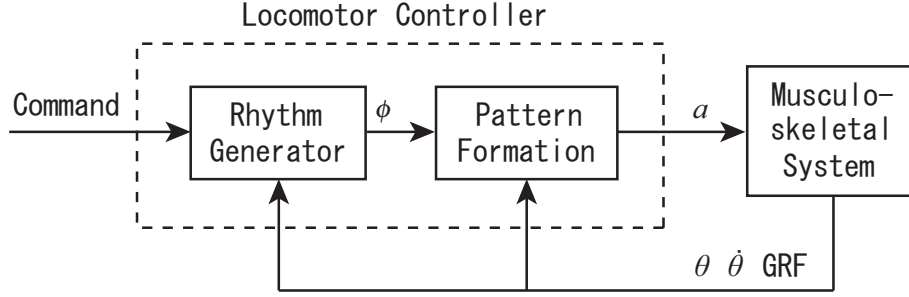 Locomotor Controller
Command
Rhythm
Generator
ϕ
Pattern
Formation
a
Musculo-
skeletal
System
θ θ̇ GRF